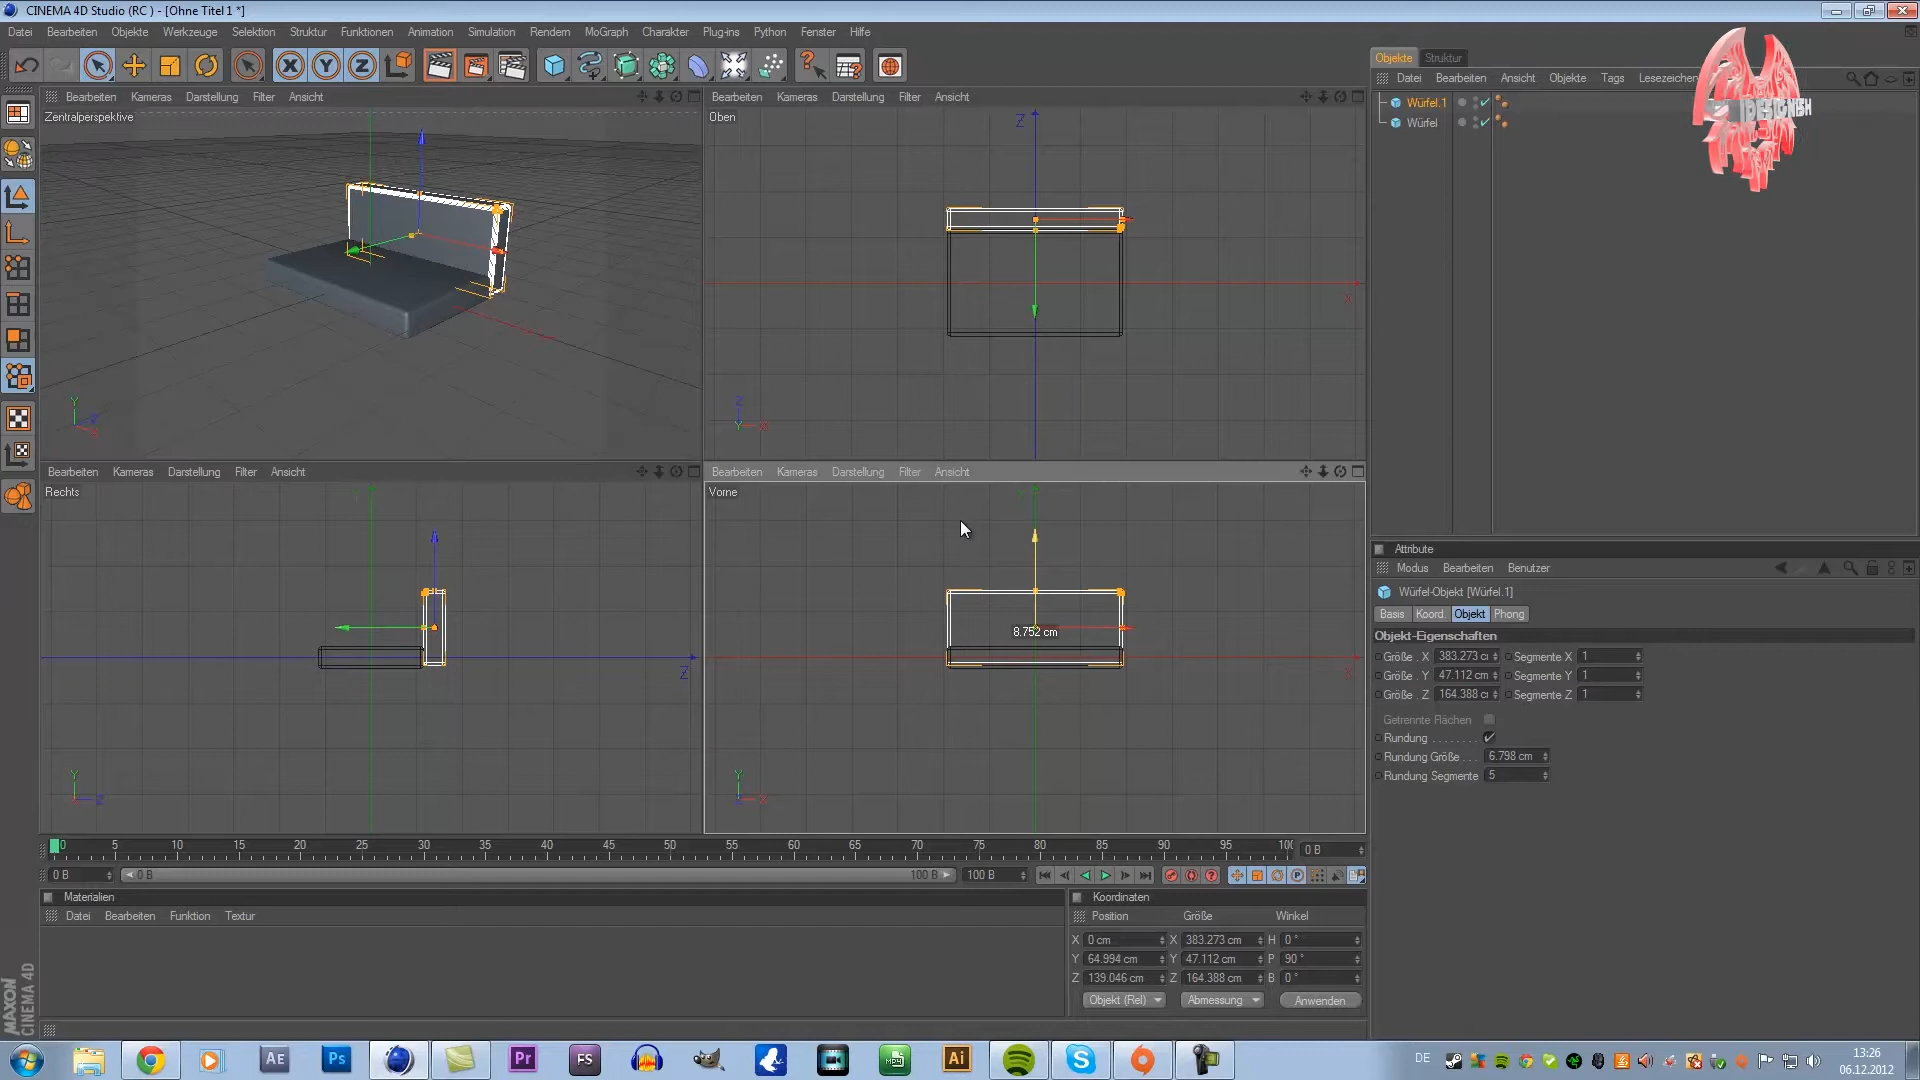 CINEMA 4D Studio (RC ) - [Ohne Titel 1 *]
Datei Bearbeiten Objekte Werkzeuge Selektion Struktur Funktionen Animation Simulation Rendern MoGraph Charakter Plug-ins Python Fenster Hilfe
Objekte Struktur
Datei Bearbeiten Ansicht Objekte Tags Lesezeichen
Würfel.1
Würfel
Bearbeiten Kameras Darstellung Filter Ansicht
Zentralperspektive
Bearbeiten Kameras Darstellung Filter Ansicht
Oben
Z
X
Y
Z
X
Bearbeiten Kameras Darstellung Filter Ansicht
Rechts
Z
Y
Bearbeiten Kameras Darstellung Filter Ansicht
Vorne
8.752 cm
Y
X
Attribute
Modus Bearbeiten Benutzer
Würfel-Objekt [Würfel.1]
Basis Koord. Objekt Phong
Objekt-Eigenschaften
Größe . X 383.273 cm Segmente X 1
Größe . Y 47.112 cm Segmente Y 1
Größe . Z 164.388 cm Segmente Z 1
Getrennte Flächen
Rundung . . . . . . . .
Rundung Größe . . . 6.798 cm
Rundung Segmente 5
0 5 10 15 20 25 30 35 40 45 50 55 60 65 70 75 80 85 90 95 100
0 B
0 B 0 B 100 B 100 B
Materialien
Datei Bearbeiten Funktion Textur
Koordinaten
Position Größe Winkel
X 0 cm X 383.273 cm H 0 °
Y 64.994 cm Y 47.112 cm P 90 °
Z 139.046 cm Z 164.388 cm B 0 °
Objekt (Rel) Abmessung Anwenden
MAXON
CINEMA 4D
Ae Ps Pr FS MP4 Ai
DE
13:26
06.12.2012